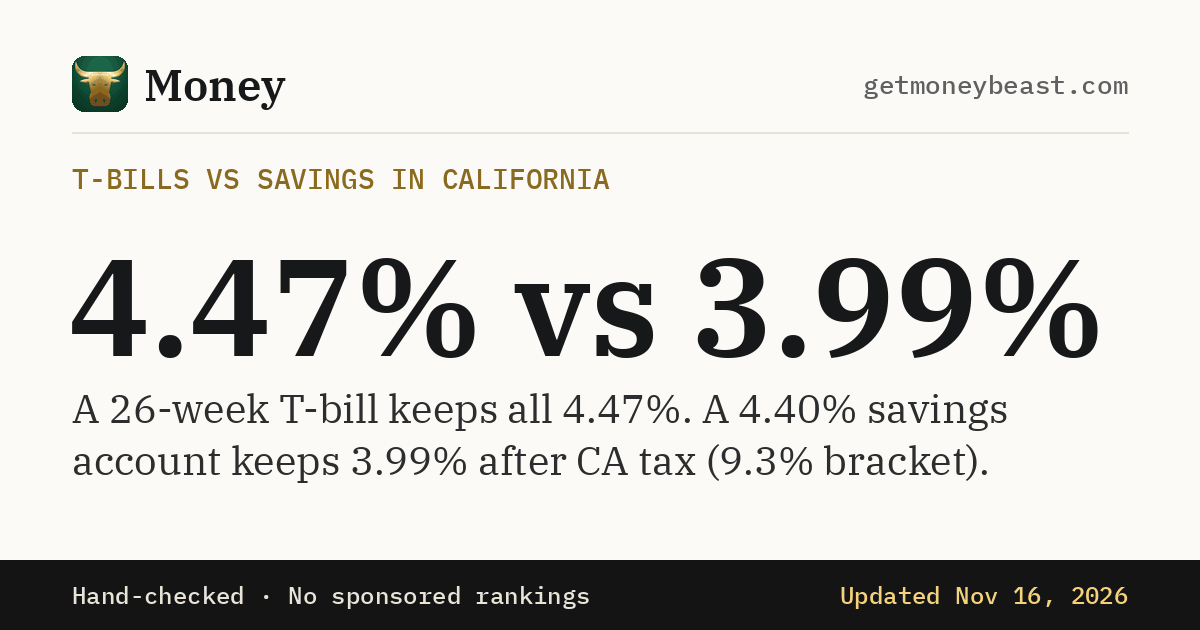 Money
getmoneybeast.com
T-BILLS VS SAVINGS IN CALIFORNIA
4.47% vs 3.99%
A 26-week T-bill keeps all 4.47%. A 4.40% savings
account keeps 3.99% after CA tax (9.3% bracket).
Hand-checked · No sponsored rankings
Updated Nov 16, 2026